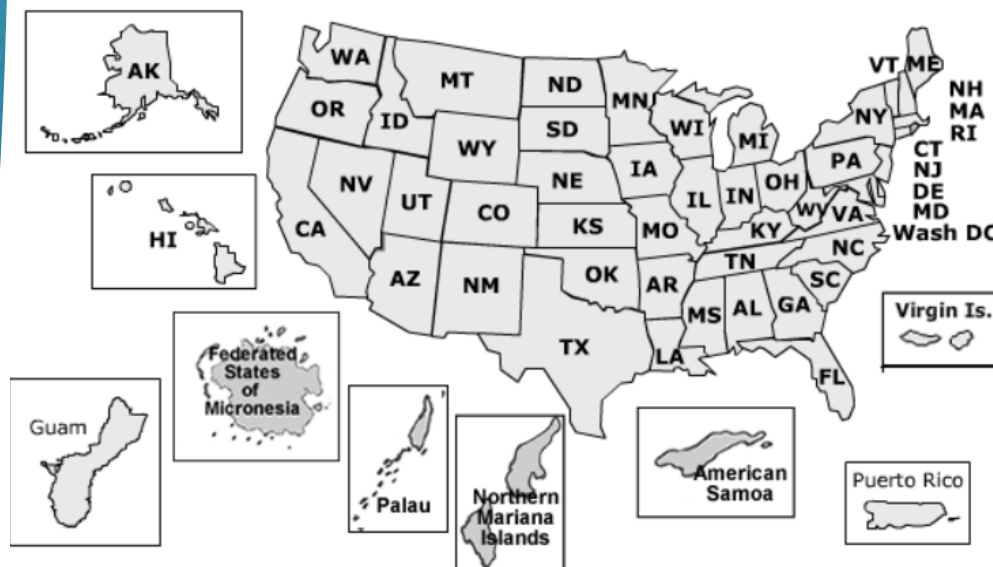 AK
HI
WA
OR
CA
ID
NV
MT
WY
UT
AZ
CO
NM
ND
SD
NE
KS
OK
TX
MN
IA
MO
AR
LA
WI
IL
MS
MI
IN
KY
TN
AL
OH
WV
GA
FL
SC
NC
VA
PA
NY
VT
ME
NH
MA
RI
CT
NJ
DE
MD
Wash DC
Virgin Is.
Federated
States
of
Micronesia
Guam
Palau
Northern
Mariana
Islands
American
Samoa
Puerto Rico